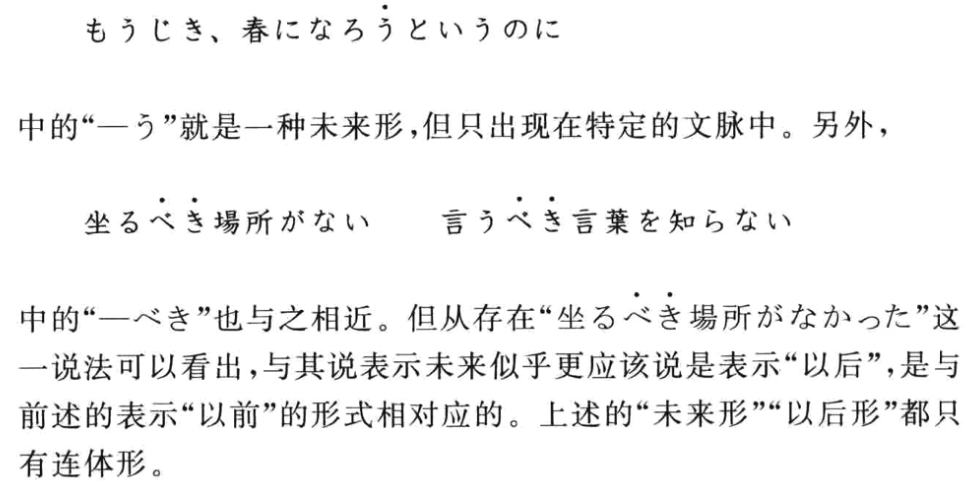 もうじき、春になろうというのに
中的“—う”就是一种未来形,但只出现在特定的文脉中。另外,
坐るべき場所がない　　言うべき言葉を知らない
中的“—べき”也与之相近。但从存在“坐るべき場所がなかった”这
一说法可以看出,与其说表示未来似乎更应该说是表示“以后”,是与
前述的表示“以前”的形式相对应的。上述的“未来形”“以后形”都只
有连体形。